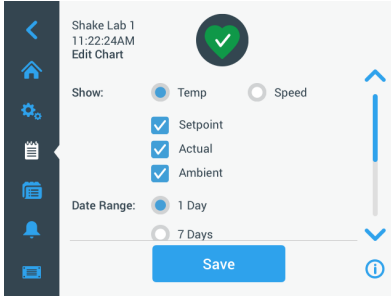 Shake Lab 1
11:22:24AM
Edit Chart
Show: Temp Speed
Setpoint
Actual
Ambient
Date Range: 1 Day
7 Days
Save